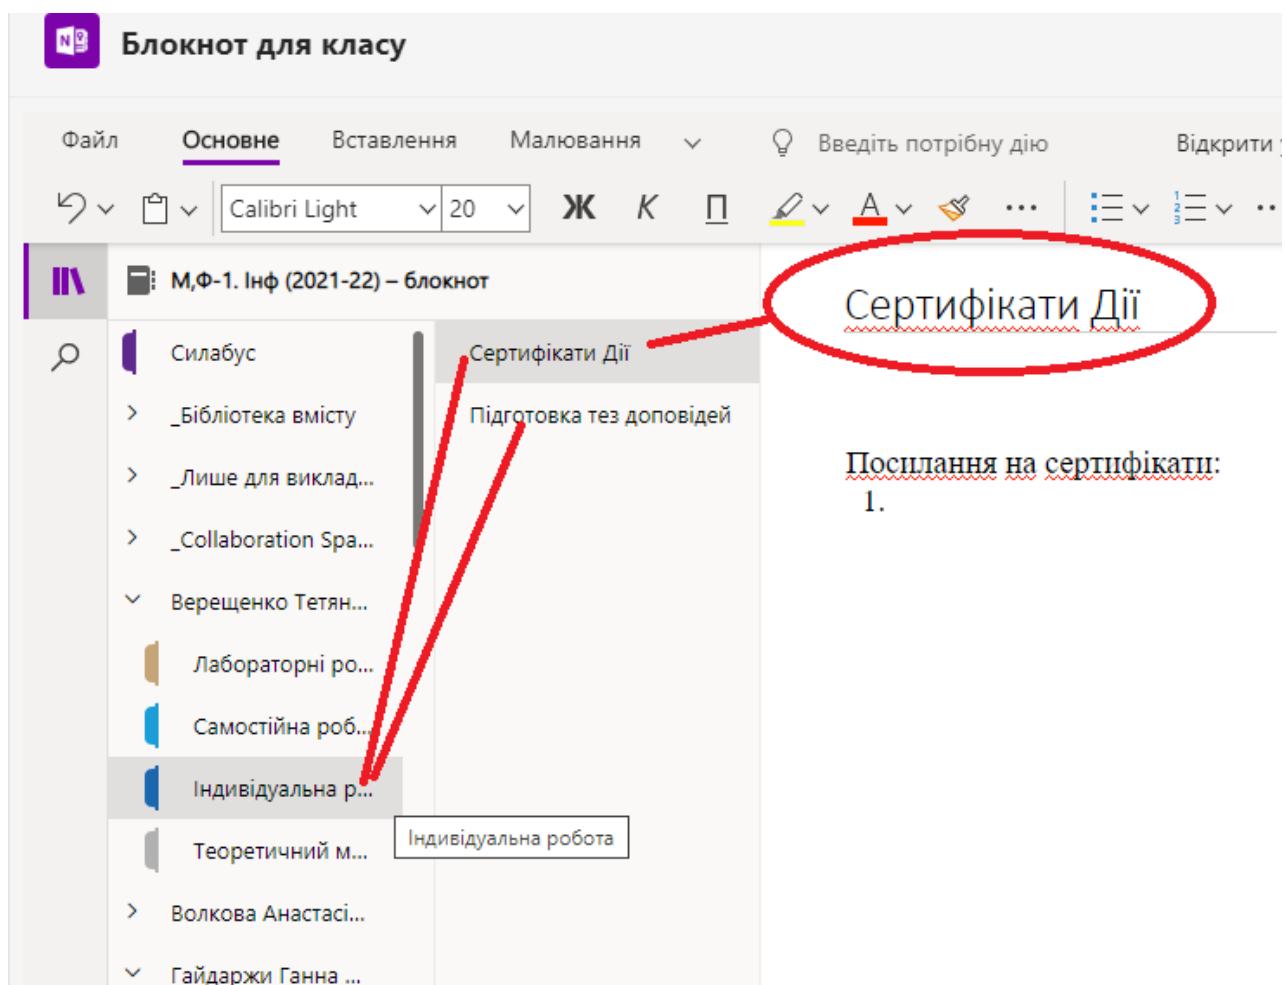 Блокнот для класу
Файл Основне Вставлення Малювання Введіть потрібну дію Відкрити
Calibri Light 20 Ж К П А
М,Ф-1. Інф (2021-22) – блокнот
Силабус
_Бібліотека вмісту
_Лише для виклад...
_Collaboration Spa...
Верещенко Тетян...
Лабораторні ро...
Самостійна роб...
Індивідуальна р...
Індивідуальна робота
Теоретичний м...
Волкова Анастасі...
Гайдаржи Ганна ...
Сертифікати Дії
Підготовка тез доповідей
Сертифікати Дії
Посилання на сертифікати:
1.